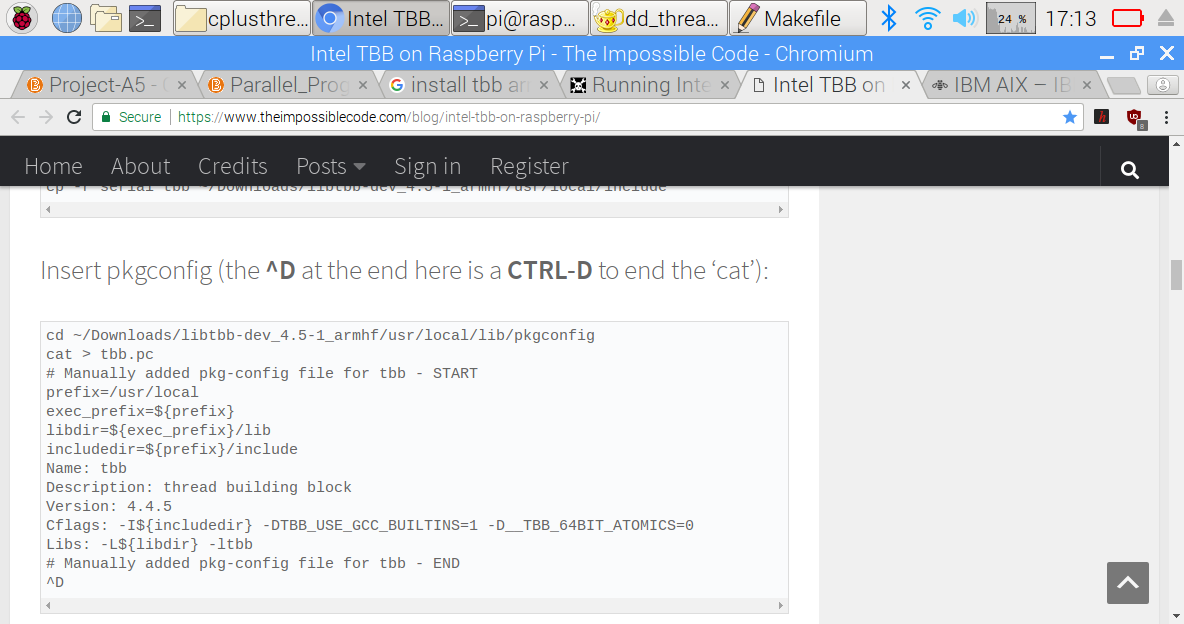 cplusthre...
Intel TBB...
pi@rasp...
dd_threa...
Makefile
24 %
17:13
Intel TBB on Raspberry Pi - The Impossible Code - Chromium
Project-A5 -
Parallel_Prog
install tbb ar
Running Inte
Intel TBB on
IBM AIX – IB
Secure
https://www.theimpossiblecode.com/blog/intel-tbb-on-raspberry-pi/
8
Home
About
Credits
Posts
Sign in
Register
cp -r serial tbb ~/Downloads/libtbb-dev_4.5-1_armhf/usr/local/include
Insert pkgconfig (the ^D at the end here is a CTRL-D to end the ‘cat’):
cd ~/Downloads/libtbb-dev_4.5-1_armhf/usr/local/lib/pkgconfig
cat > tbb.pc
# Manually added pkg-config file for tbb - START
prefix=/usr/local
exec_prefix=${prefix}
libdir=${exec_prefix}/lib
includedir=${prefix}/include
Name: tbb
Description: thread building block
Version: 4.4.5
Cflags: -I${includedir} -DTBB_USE_GCC_BUILTINS=1 -D__TBB_64BIT_ATOMICS=0
Libs: -L${libdir} -ltbb
# Manually added pkg-config file for tbb - END
^D